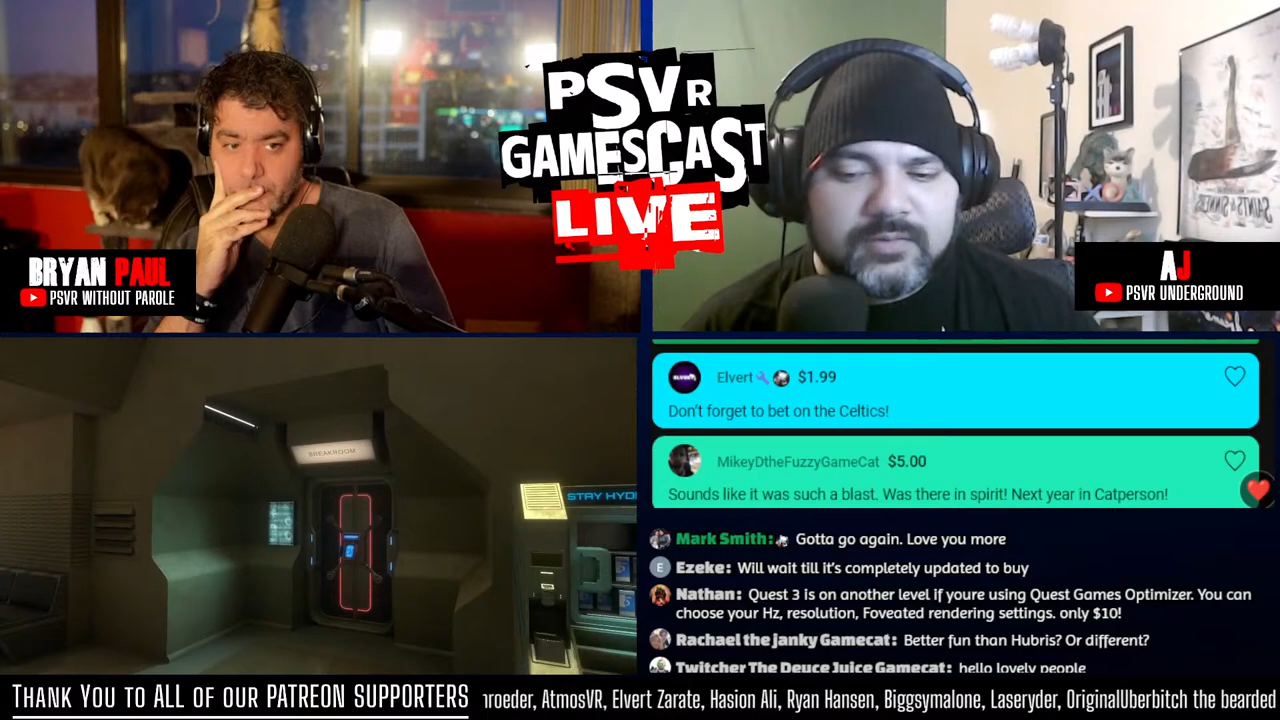 PSVR
GAMESCAST
LIVE
BRYAN PAUL
PSVR WITHOUT PAROLE
AJ
PSVR UNDERGROUND
SAINTS & SINNERS
BREAKROOM
STAY HYD
Elvert $1.99
Don't forget to bet on the Celtics!
MikeyDtheFuzzyGameCat $5.00
Sounds like it was such a blast. Was there in spirit! Next year in Catperson!
Mark Smith: Gotta go again. Love you more
E Ezeke: Will wait till it's completely updated to buy
Nathan: Quest 3 is on another level if youre using Quest Games Optimizer. You can
choose your Hz, resolution, Foveated rendering settings. only $10!
Rachael the janky Gamecat: Better fun than Hubris? Or different?
Twitcher The Deuce Juice Gamecat: hello lovely people
THANK YOU TO ALL OF OUR PATREON SUPPORTERS
hroeder, AtmosVR, Elvert Zarate, Hasion Ali, Ryan Hansen, Biggsymalone, Laseryder, OriginalUberbitch the bearded